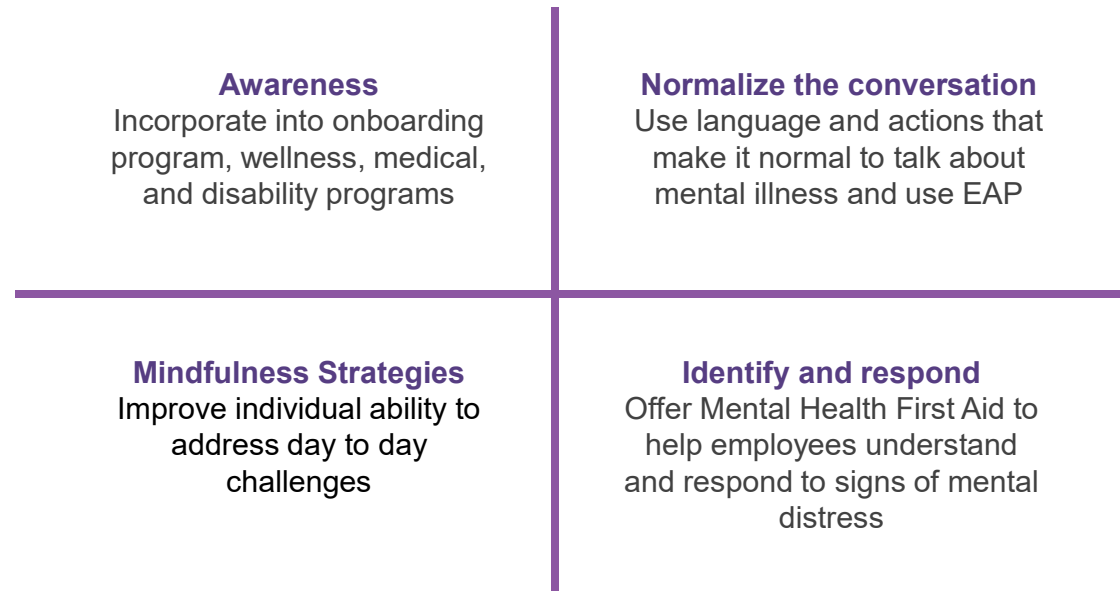 Awareness
Incorporate into onboarding
program, wellness, medical,
and disability programs
Normalize the conversation
Use language and actions that
make it normal to talk about
mental illness and use EAP
Mindfulness Strategies
Improve individual ability to
address day to day
challenges
Identify and respond
Offer Mental Health First Aid to
help employees understand
and respond to signs of mental
distress